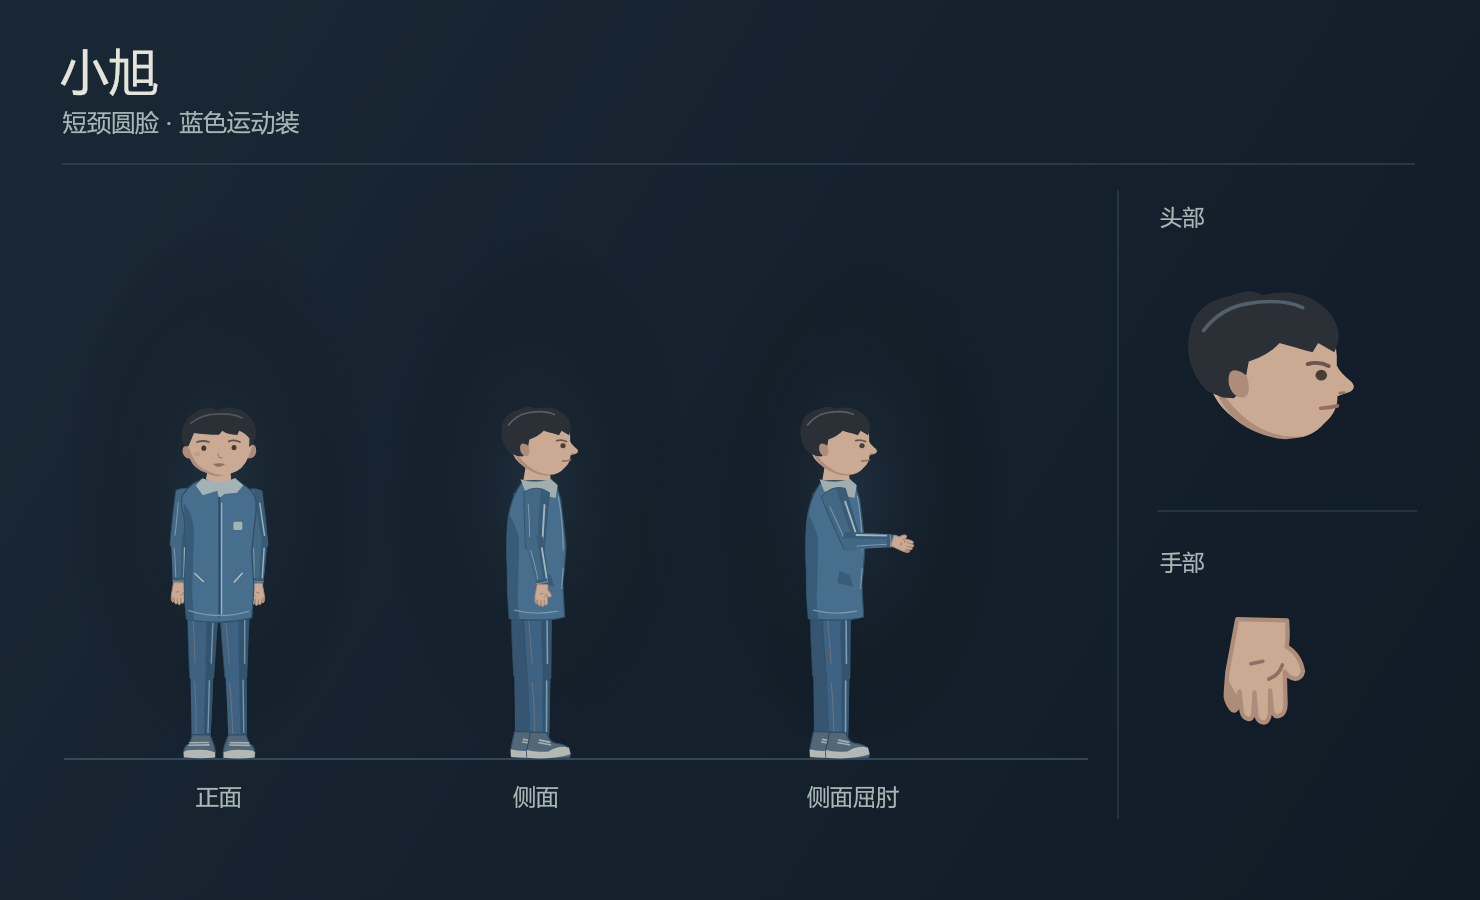 小旭
短颈圆脸 · 蓝色运动装
头部
手部
正面
侧面
侧面屈肘